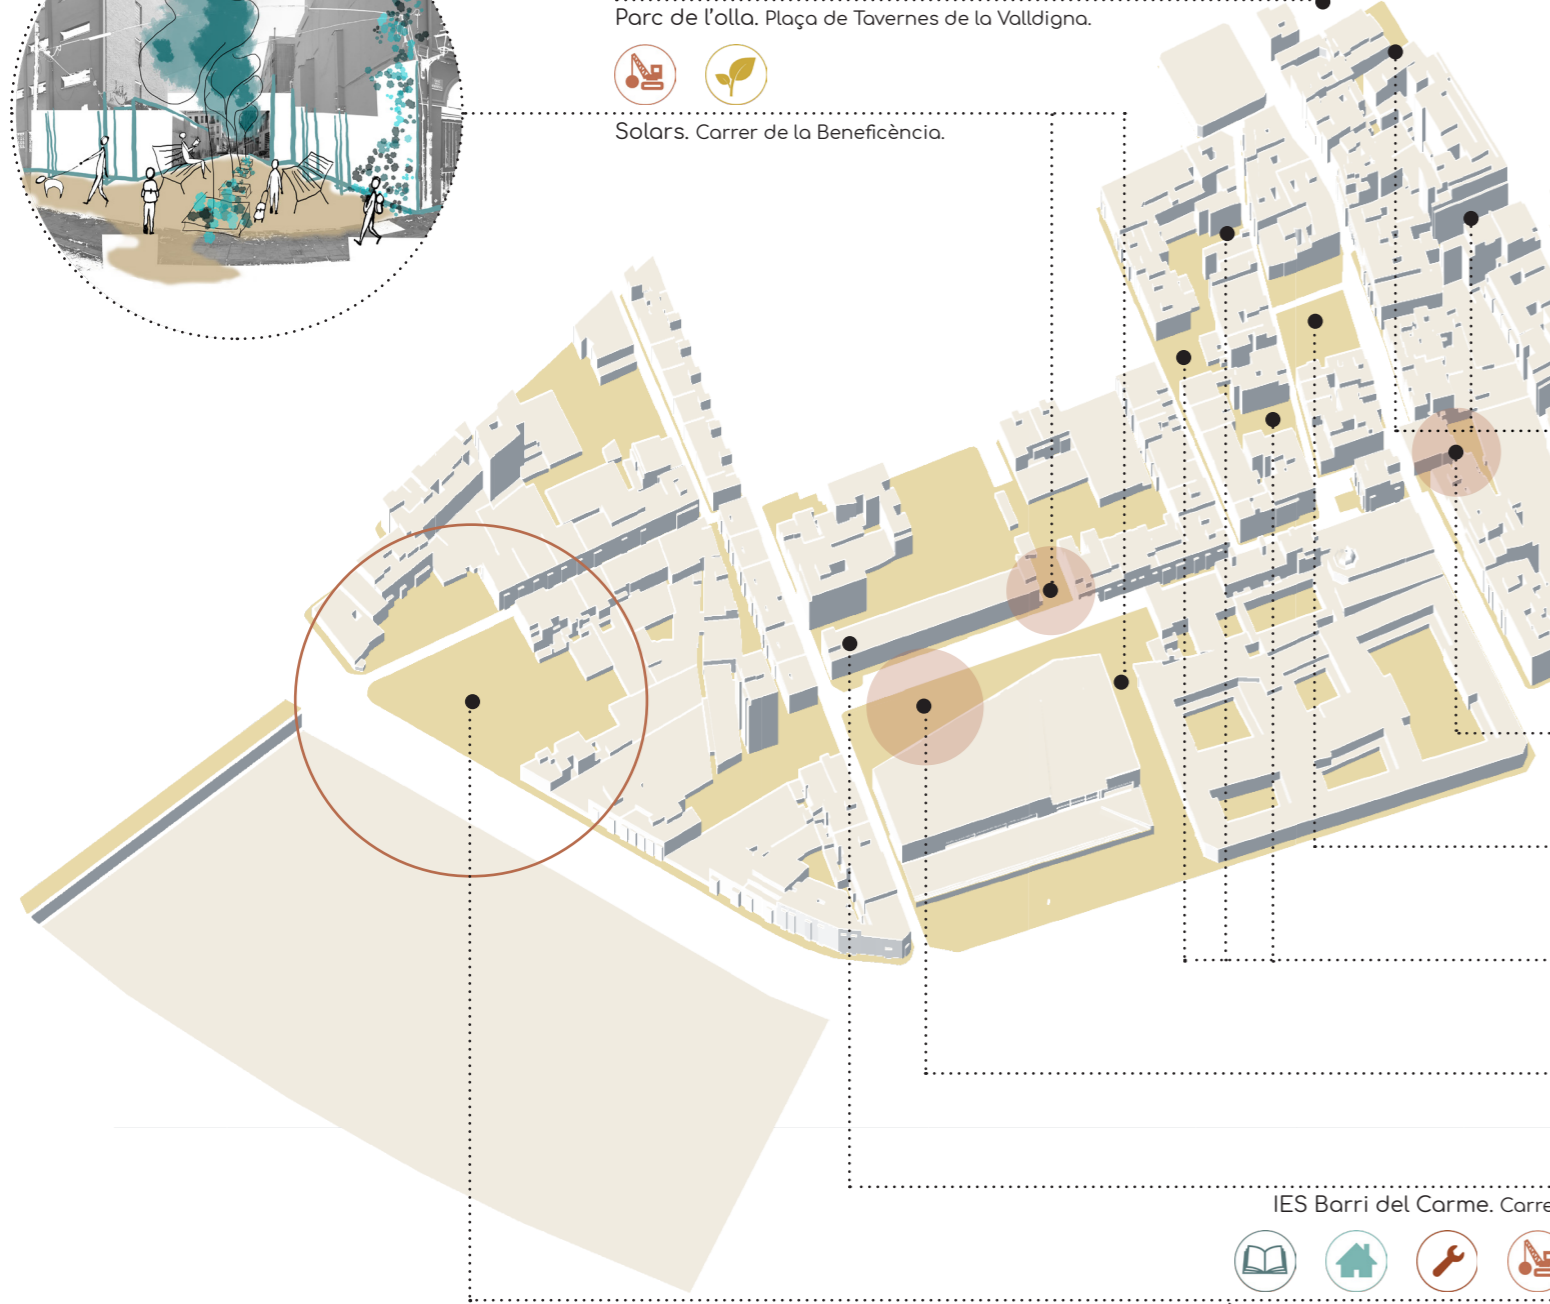 Parc de l'olla. Plaça de Tavernes de la Valldigna.
Solars. Carrer de la Beneficència.
IES Barri del Carme. Carre